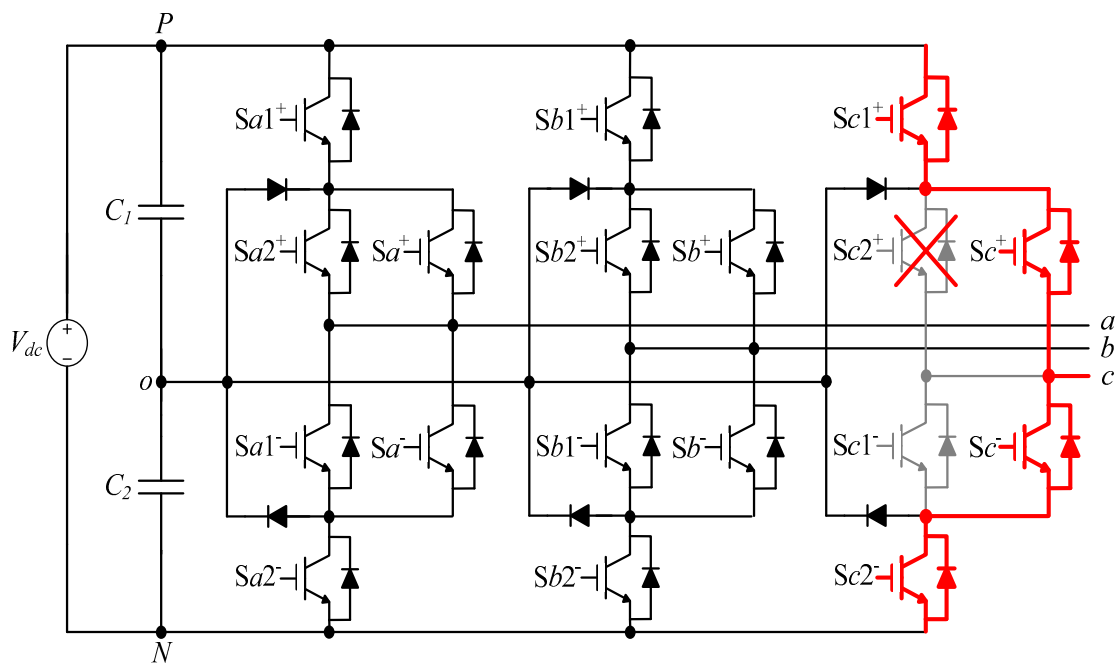 P
Sa1⁺
Sb1⁺
Sc1⁺
C₁
Sa2⁺
Sa⁺
Sb2⁺
Sb⁺
Sc2⁺
Sc⁺
a
b
c
+
Vdc
−
o
Sa1⁻
Sa⁻
Sb1⁻
Sb⁻
Sc1⁻
Sc⁻
C₂
Sa2⁻
Sb2⁻
Sc2⁻
N